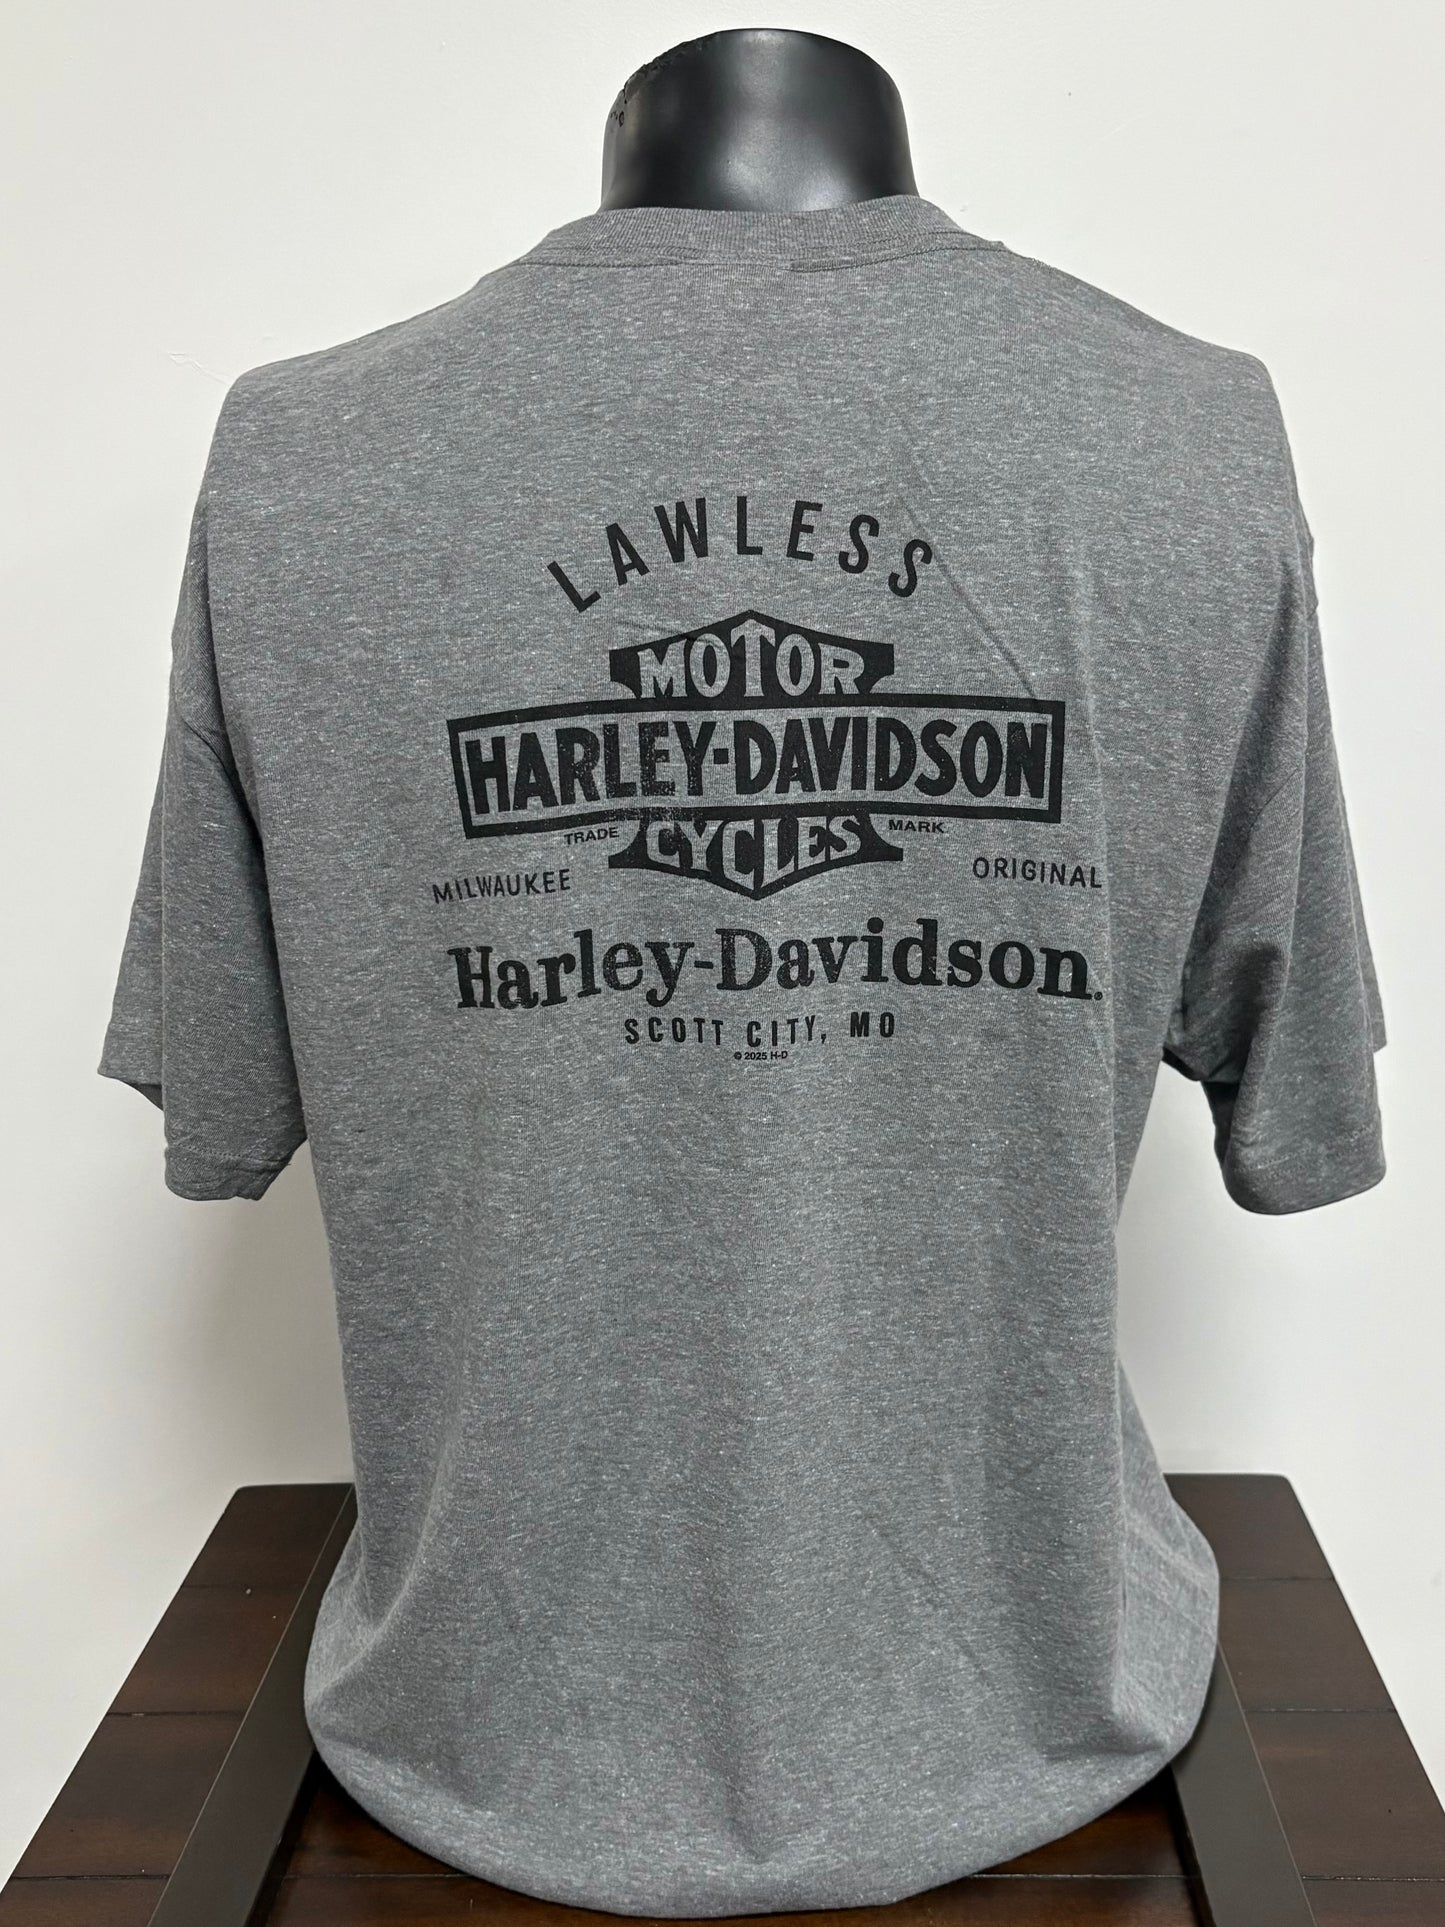 LAWLESS
MOTOR
HARLEY-DAVIDSON
TRADE CYCLES MARK
MILWAUKEE ORIGINAL
Harley-Davidson.
SCOTT CITY, MO
© 2025 H-D